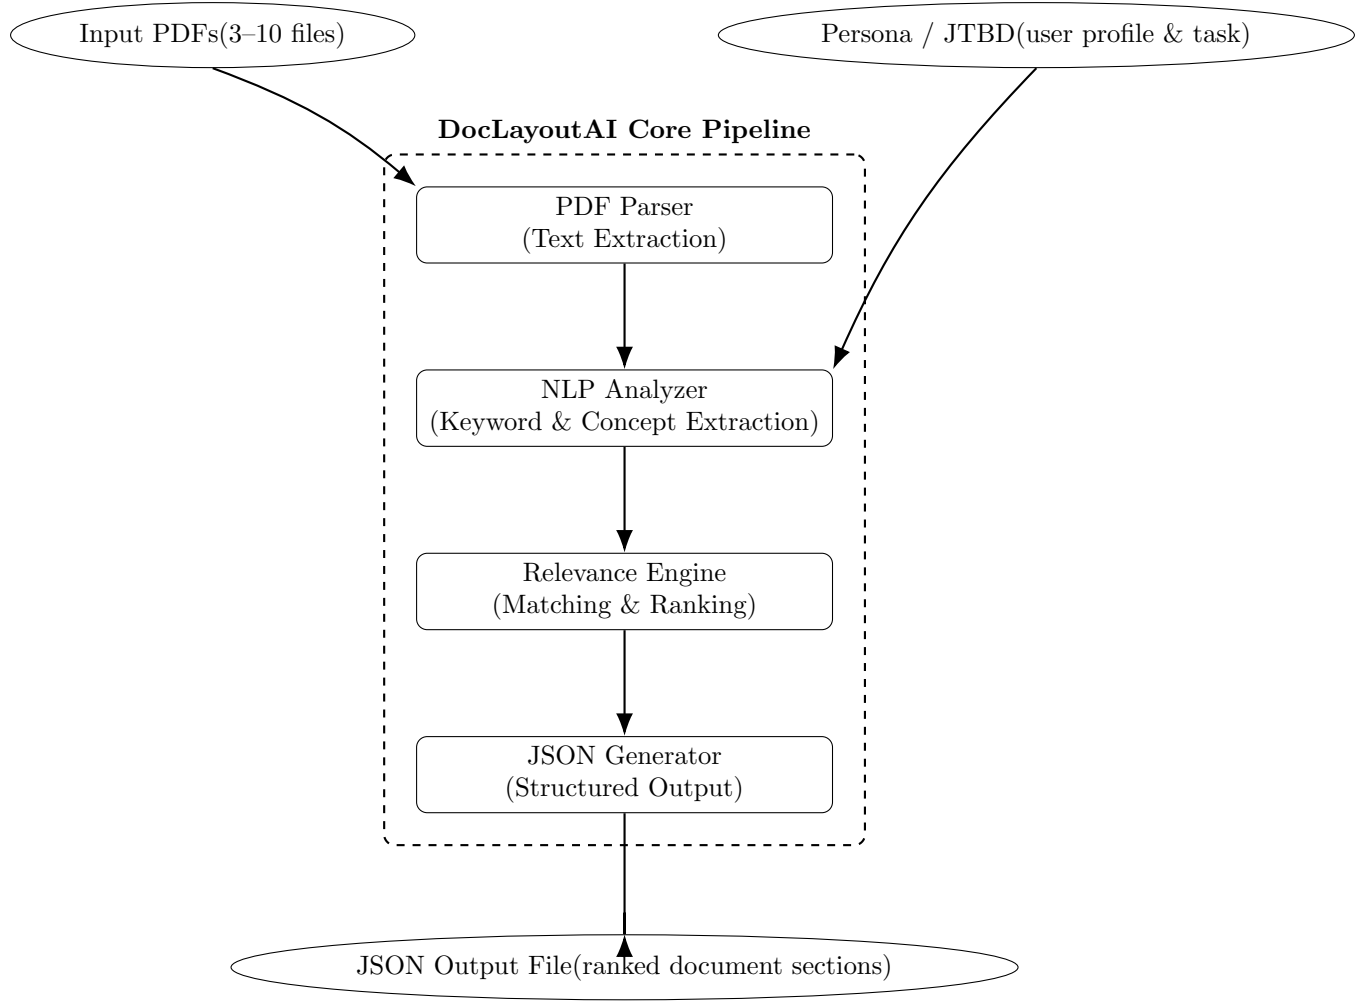 Input PDFs(3–10 files)
Persona / JTBD(user profile & task)
DocLayoutAI Core Pipeline
PDF Parser
(Text Extraction)
NLP Analyzer
(Keyword & Concept Extraction)
Relevance Engine
(Matching & Ranking)
JSON Generator
(Structured Output)
JSON Output File(ranked document sections)